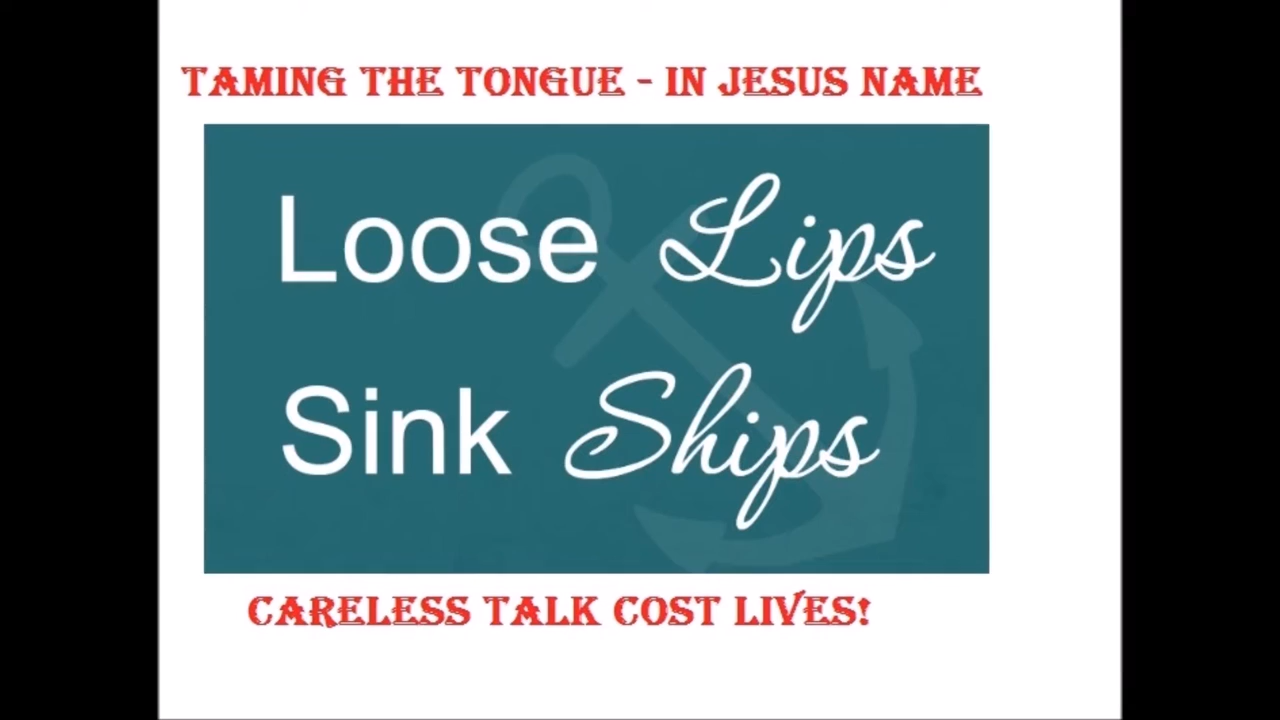 TAMING THE TONGUE - IN JESUS NAME
Loose Lips
Sink Ships
CARELESS TALK COST LIVES!